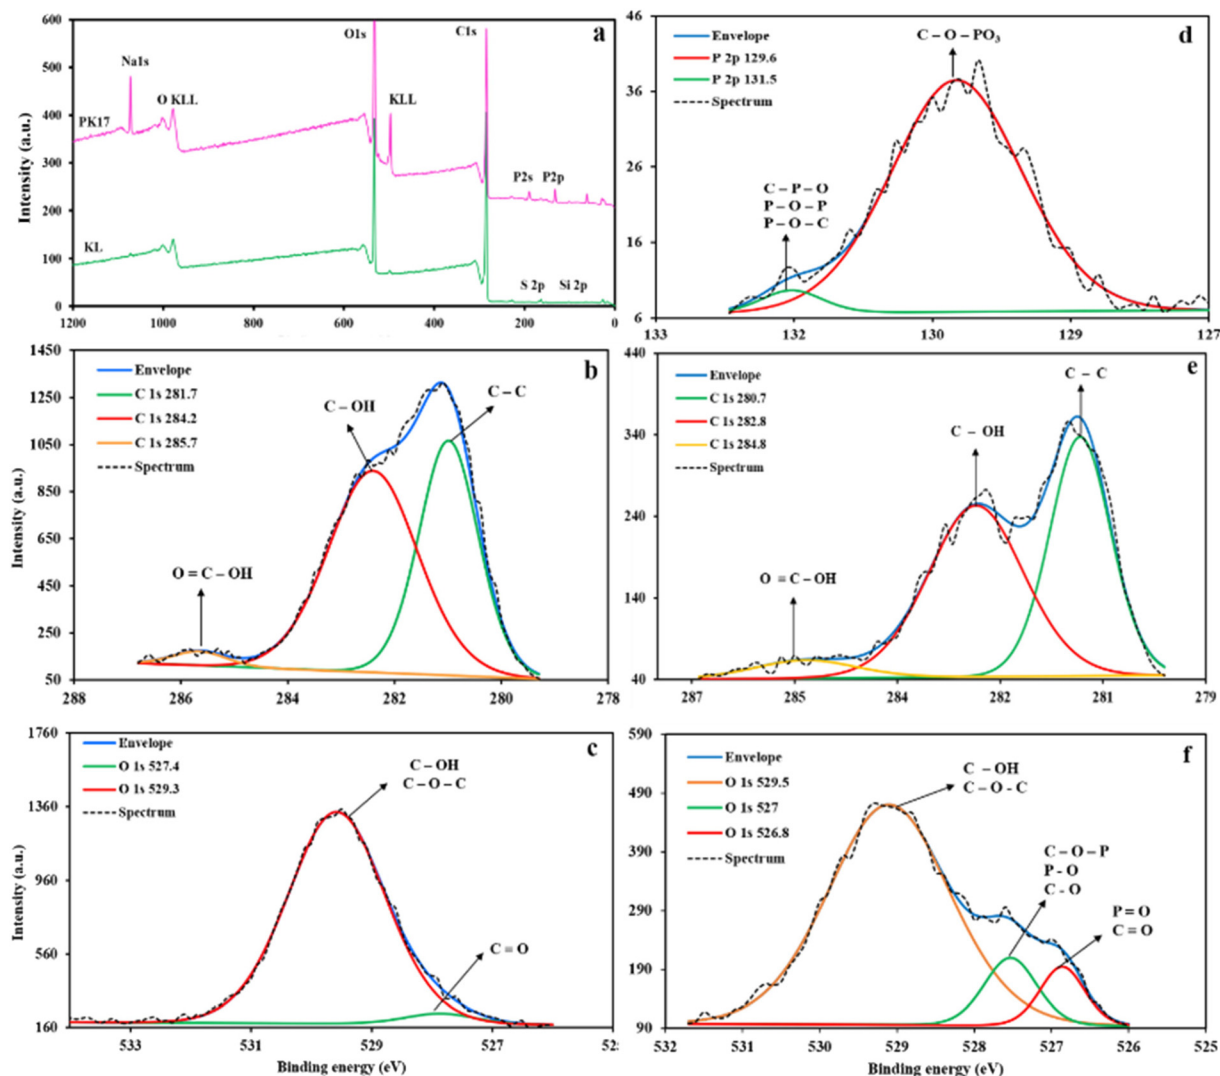 a
600
500
400
300
200
100
0
Intensity (a.u.)
O1s
C1s
Na1s
O KLL
KLL
PK17
P2s
P2p
KL
S 2p
Si 2p
1200
1000
800
600
400
200
0
d
46
36
26
16
6
Intensity (a.u.)
C – O – PO₃
Envelope
P 2p 129.6
P 2p 131.5
Spectrum
C – P – O
P – O – P
P – O – C
133
132
130
129
127
b
1450
1250
1050
850
650
450
250
50
Intensity (a.u.)
Envelope
C 1s 281.7
C 1s 284.2
C 1s 285.7
Spectrum
C – OH
C – C
O = C – OH
288
286
284
282
280
278
e
440
340
240
140
40
Envelope
C 1s 280.7
C 1s 282.8
C 1s 284.8
Spectrum
C – C
C – OH
O = C – OH
287
285
284
282
281
279
c
1760
1360
960
560
160
Intensity (a.u.)
Envelope
O 1s 527.4
O 1s 529.3
Spectrum
C – OH
C – O – C
C = O
533
531
529
527
Binding energy (eV)
f
590
490
390
290
190
90
Envelope
O 1s 529.5
O 1s 527
O 1s 526.8
Spectrum
C – OH
C – O - C
C – O – P
P - O
C - O
P = O
C = O
532
531
530
529
528
527
526
525
Binding energy (eV)